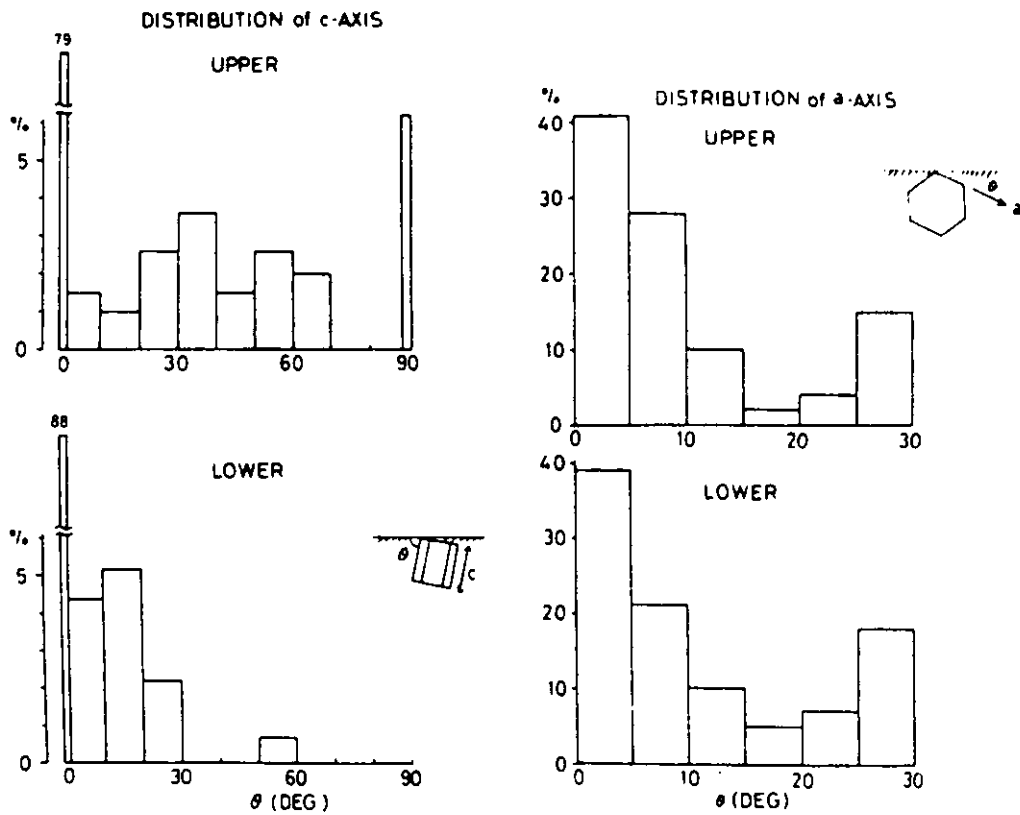 DISTRIBUTION of c-AXIS
79
UPPER
%
5
0
0 30 60 90
88
LOWER
%
5
θ
c
0
0 30 60 90
θ (DEG)
DISTRIBUTION of a-AXIS
%
40
UPPER
θ
a
30
20
10
0
0 10 20 30
40
LOWER
30
20
10
0
0 10 20 30
θ (DEG)